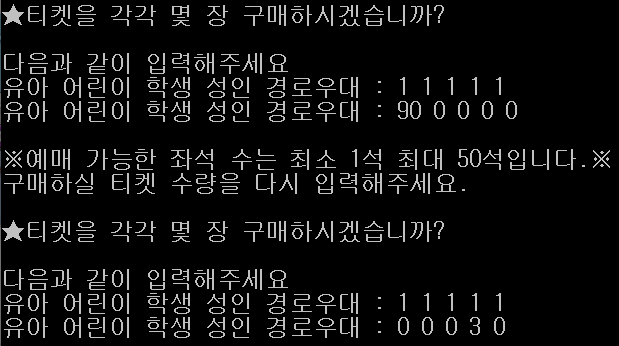 ★티켓을 각각 몇 장 구매하시겠습니까?
다음과 같이 입력해주세요
유아 어린이 학생 성인 경로우대 : 1 1 1 1 1
유아 어린이 학생 성인 경로우대 : 90 0 0 0 0
※예매 가능한 좌석 수는 최소 1석 최대 50석입니다.※
구매하실 티켓 수량을 다시 입력해주세요.
★티켓을 각각 몇 장 구매하시겠습니까?
다음과 같이 입력해주세요
유아 어린이 학생 성인 경로우대 : 1 1 1 1 1
유아 어린이 학생 성인 경로우대 : 0 0 0 3 0